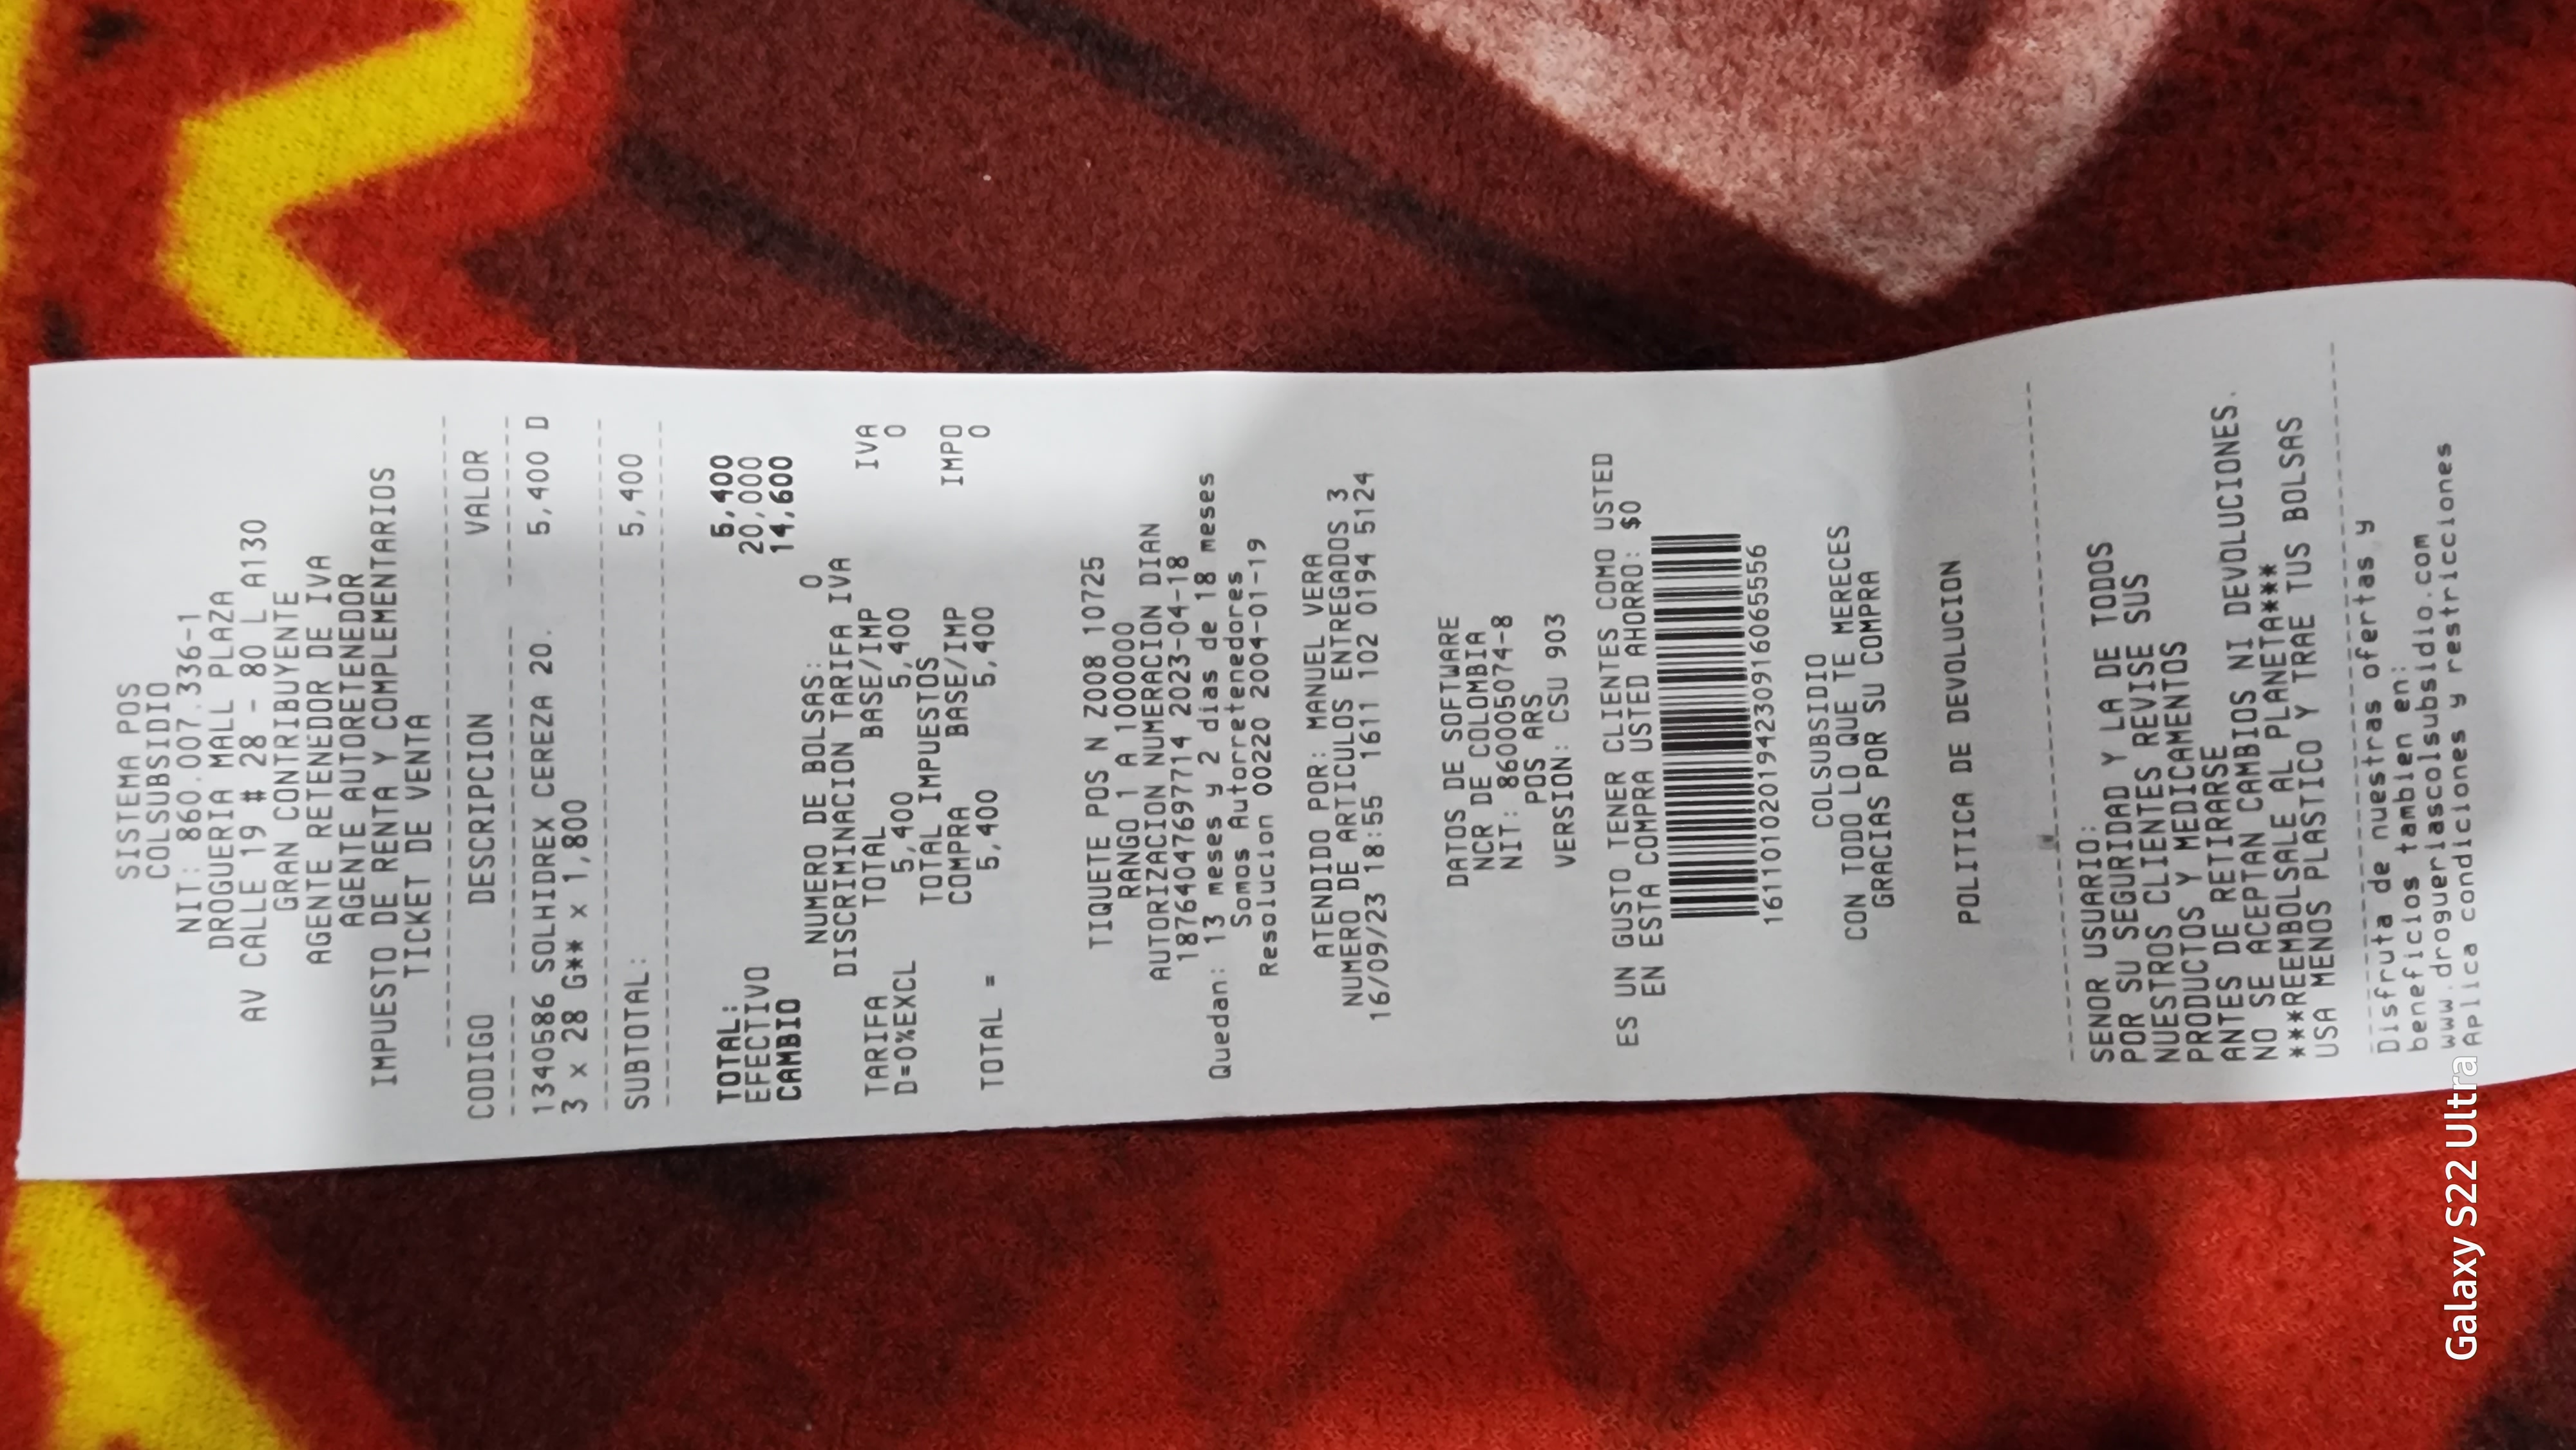 SISTEMA POS
COLSUBSIDIO
NIT: 860.007.336-1
DROGUERIA MALL PLAZA
AV CALLE 19 # 28 - 80 L A130
GRAN CONTRIBUYENTE
AGENTE RETENEDOR DE IVA
AGENTE AUTORETENEDOR
IMPUESTO DE RENTA Y COMPLEMENTARIOS
TICKET DE VENTA
CODIGO DESCRIPCION VALOR
1340586 SOLHIDREX CEREZA 20. 5,400 D
3 x 28 G** x 1,800
SUBTOTAL: 5,400
TOTAL: 5,400
EFECTIVO 20,000
CAMBIO 14,600
NUMERO DE BOLSAS: 0
DISCRIMINACION TARIFA IVA
TARIFA TOTAL BASE/IMP IVA
D=0%EXCL 5,400 5,400 0
TOTAL IMPUESTOS
COMPRA BASE/IMP IMPO
TOTAL = 5,400 5,400 0
TIQUETE POS N Z008 10725
RANGO 1 A 1000000
AUTORIZACION NUMERACION DIAN
18764047697714 2023-04-18
Quedan: 13 meses y 2 dias de 18 meses
Somos Autorretenedores
Resolucion 00220 2004-01-19
ATENDIDO POR: MANUEL VERA
NUMERO DE ARTICULOS ENTREGADOS 3
16/09/23 18:55 1611 102 0194 5124
DATOS DE SOFTWARE
NCR DE COLOMBIA
NIT: 860005074-8
POS ARS
VERSION: CSU 903
ES UN GUSTO TENER CLIENTES COMO USTED
EN ESTA COMPRA USTED AHORRO: $0
1611010201942309160655​56
COLSUBSIDIO
CON TODO LO QUE TE MERECES
GRACIAS POR SU COMPRA
POLITICA DE DEVOLUCION
SENOR USUARIO:
POR SU SEGURIDAD Y LA DE TODOS
NUESTROS CLIENTES REVISE SUS
PRODUCTOS Y MEDICAMENTOS
ANTES DE RETIRARSE
NO SE ACEPTAN CAMBIOS NI DEVOLUCIONES.
***REEMBOLSALE AL PLANETA***
USA MENOS PLASTICO Y TRAE TUS BOLSAS
Disfruta de nuestras ofertas y
beneficios tambien en:
www.drogueriascolsubsidio.com
Aplica condiciones y restricciones
Galaxy S22 Ultra